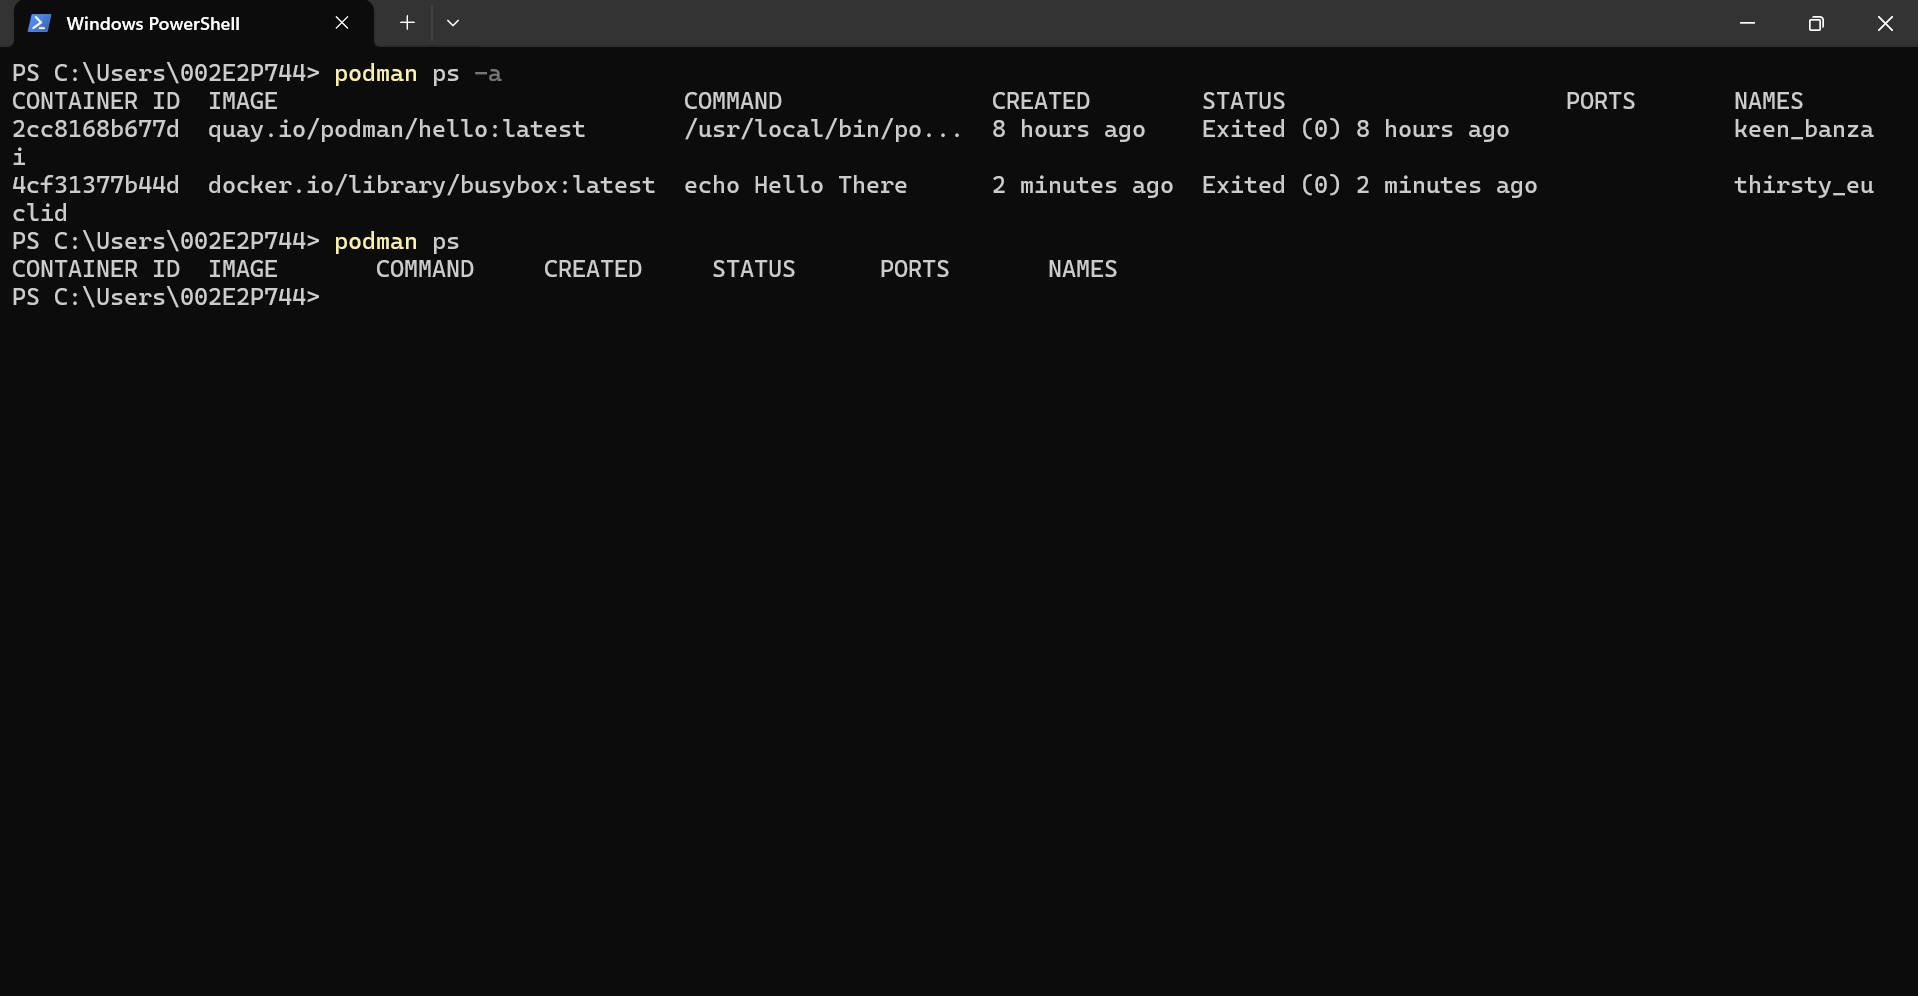 Windows PowerShell
PS C:\Users\002E2P744> podman ps -a
CONTAINER ID  IMAGE                             COMMAND               CREATED        STATUS                    PORTS       NAMES
2cc8168b677d  quay.io/podman/hello:latest       /usr/local/bin/po...  8 hours ago    Exited (0) 8 hours ago                keen_banza
i
4cf31377b44d  docker.io/library/busybox:latest  echo Hello There      2 minutes ago  Exited (0) 2 minutes ago              thirsty_eu
clid
PS C:\Users\002E2P744> podman ps
CONTAINER ID  IMAGE       COMMAND     CREATED     STATUS      PORTS       NAMES
PS C:\Users\002E2P744>